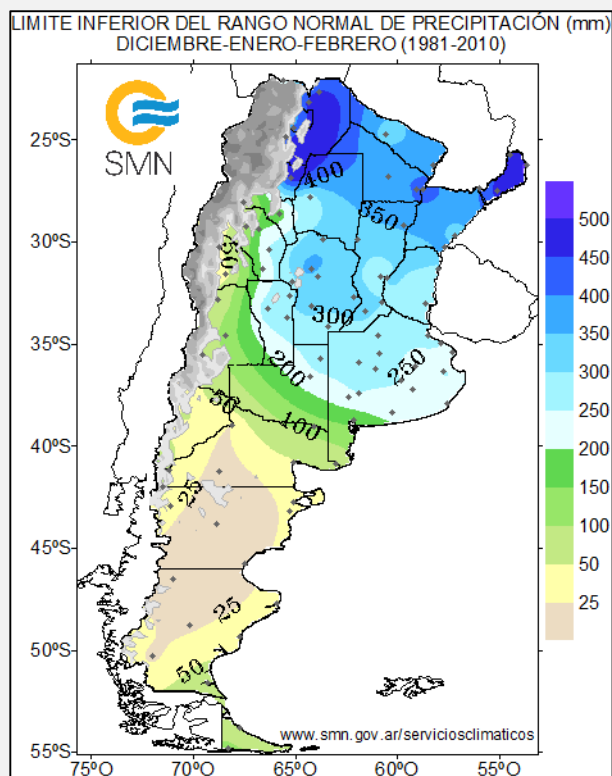 LIMITE INFERIOR DEL RANGO NORMAL DE PRECIPITACIÓN (mm)
DICIEMBRE-ENERO-FEBRERO (1981-2010)
SMN
25ºS
30ºS
35ºS
40ºS
45ºS
50ºS
55ºS
400
350
50
300
250
200
50
100
25
25
50
500
400
350
300
250
200
150
100
50
25
www.smn.gov.ar/serviciosclimaticos
75ºO
70ºO
65ºO
60ºO
55ºO